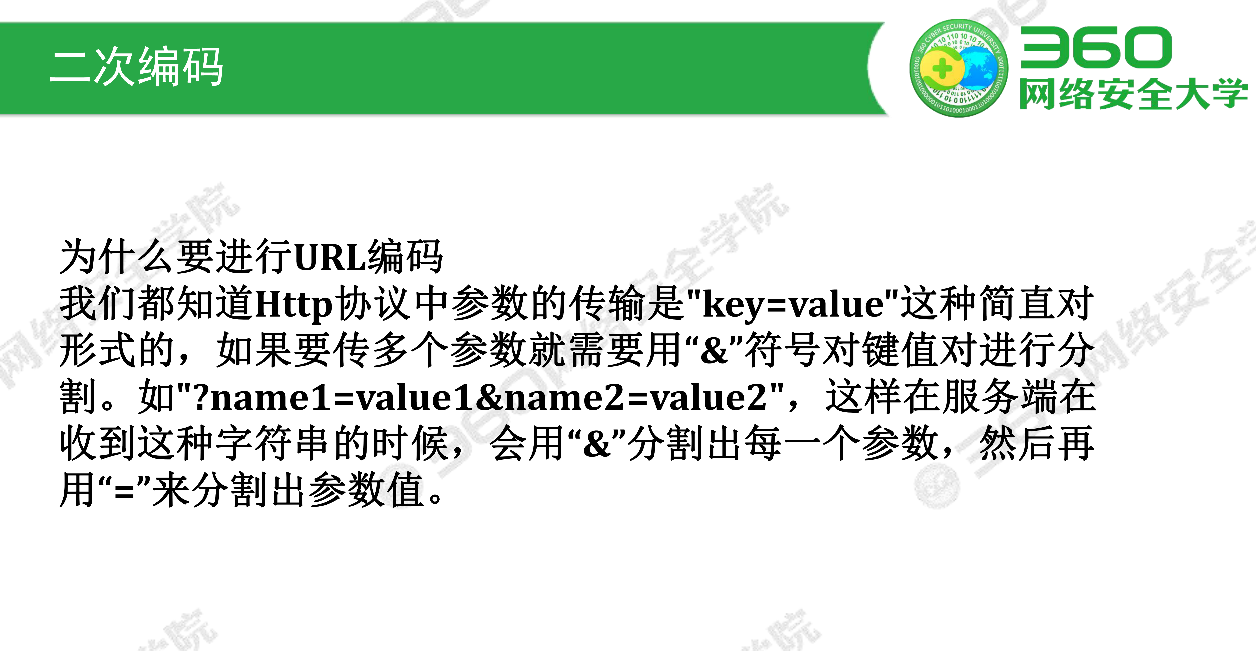 二次编码
360
网络安全大学
为什么要进行URL编码
我们都知道Http协议中参数的传输是"key=value"这种简直对
形式的，如果要传多个参数就需要用“&”符号对键值对进行分
割。如"?name1=value1&name2=value2"，这样在服务端在
收到这种字符串的时候，会用“&”分割出每一个参数，然后再
用“=”来分割出参数值。